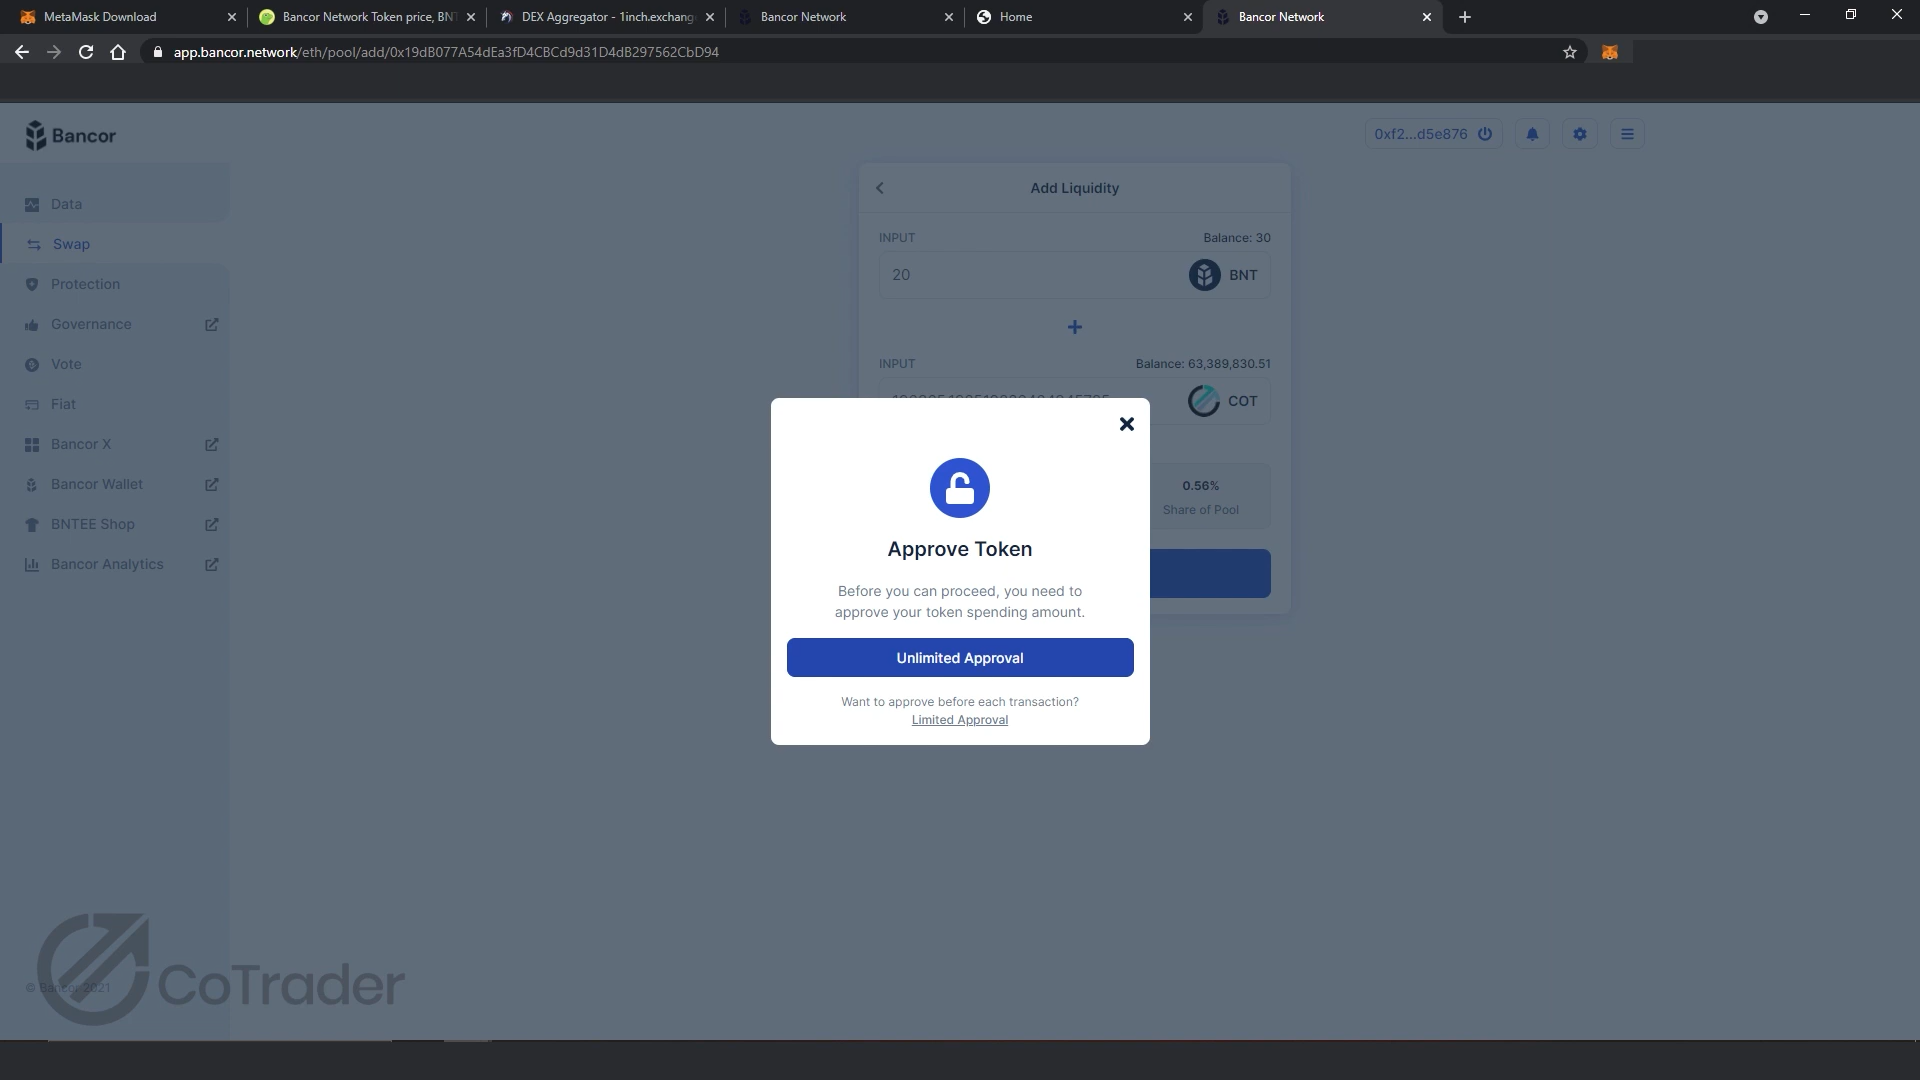 MetaMask Download
Bancor Network Token price, BNT
DEX Aggregator - 1inch.exchang
Bancor Network
Home
Bancor Network
app.bancor.network/eth/pool/add/0x19dB077A54dEa3fD4CBCd9d31D4dB297562CbD94
Bancor
0xf2...d5e876
Data
Swap
Protection
Governance
Vote
Fiat
Bancor X
Bancor Wallet
BNTEE Shop
Bancor Analytics
Add Liquidity
INPUT
Balance: 30
20
BNT
+
INPUT
Balance: 63,389,830.51
COT
0.56%
Share of Pool
Approve Token
Before you can proceed, you need to
approve your token spending amount.
Unlimited Approval
Want to approve before each transaction?
Limited Approval
© Bancor 2021
CoTrader